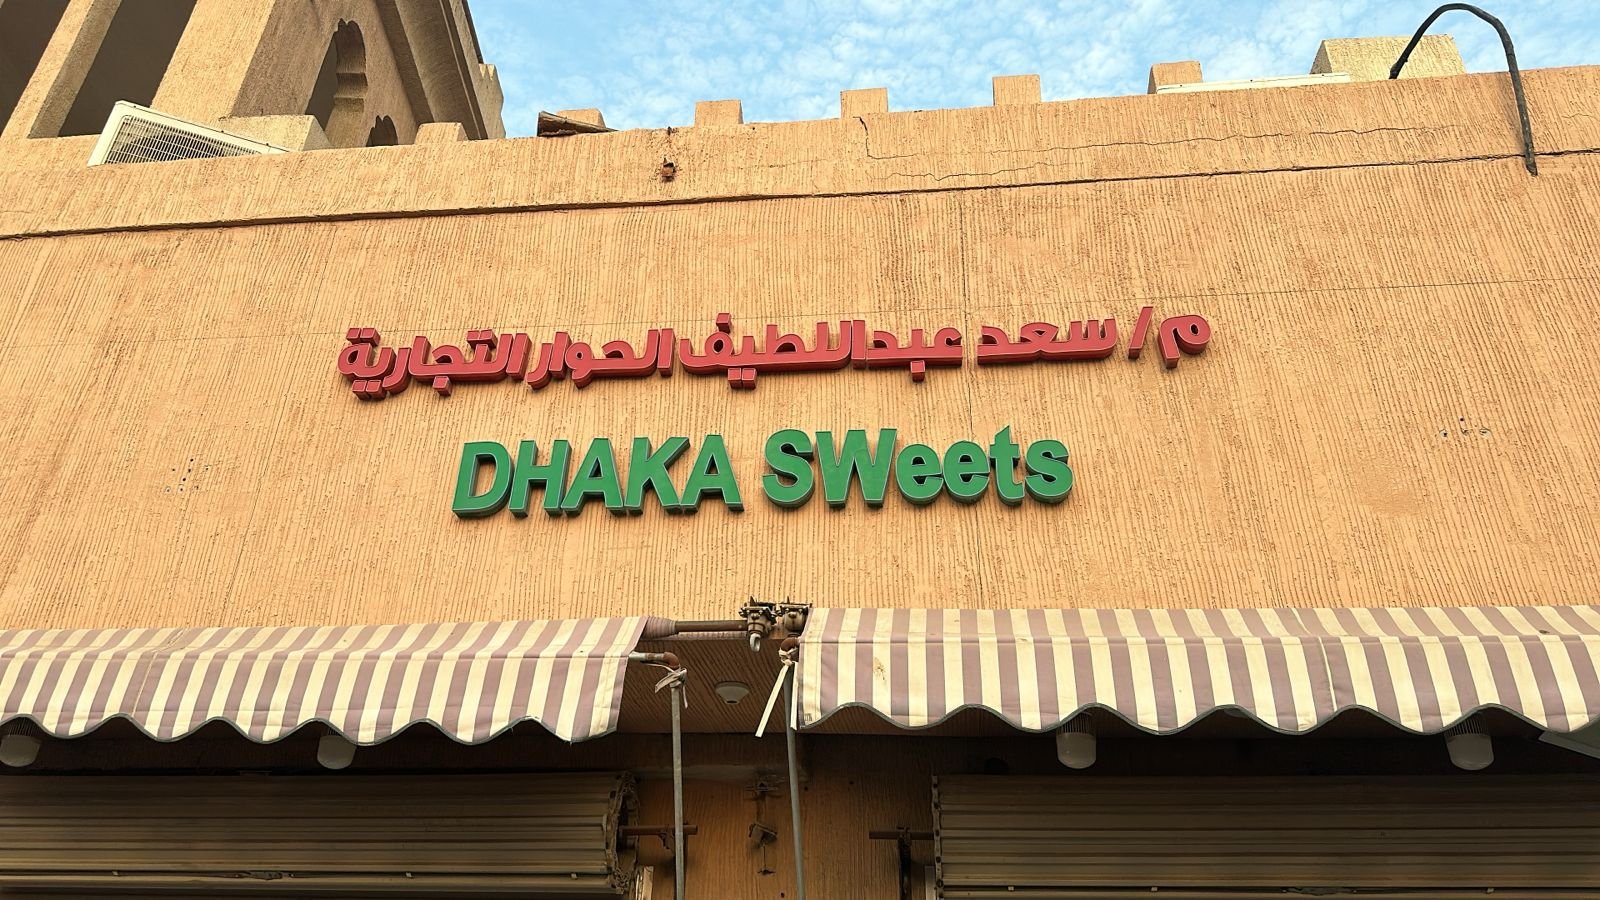 م/ سعد عبداللطيف الحوار التجارية
DHAKA SWeets